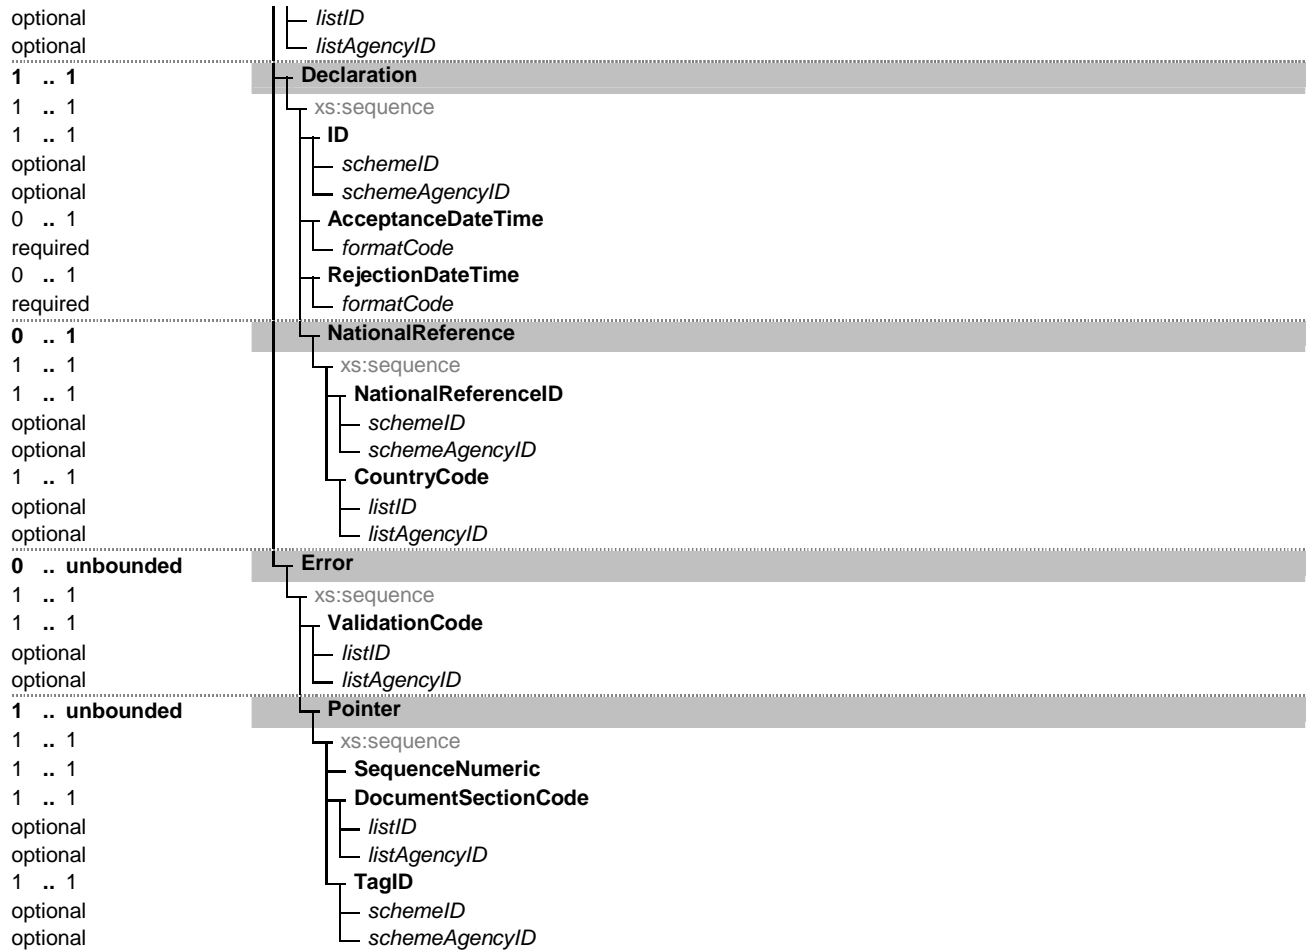 optional listID
optional listAgencyID
1 .. 1 Declaration
1 .. 1 xs:sequence
1 .. 1 ID
optional schemeID
optional schemeAgencyID
0 .. 1 AcceptanceDateTime
required formatCode
0 .. 1 RejectionDateTime
required formatCode
0 .. 1 NationalReference
1 .. 1 xs:sequence
1 .. 1 NationalReferenceID
optional schemeID
optional schemeAgencyID
1 .. 1 CountryCode
optional listID
optional listAgencyID
0 .. unbounded Error
1 .. 1 xs:sequence
1 .. 1 ValidationCode
optional listID
optional listAgencyID
1 .. unbounded Pointer
1 .. 1 xs:sequence
1 .. 1 SequenceNumeric
1 .. 1 DocumentSectionCode
optional listID
optional listAgencyID
1 .. 1 TagID
optional schemeID
optional schemeAgencyID